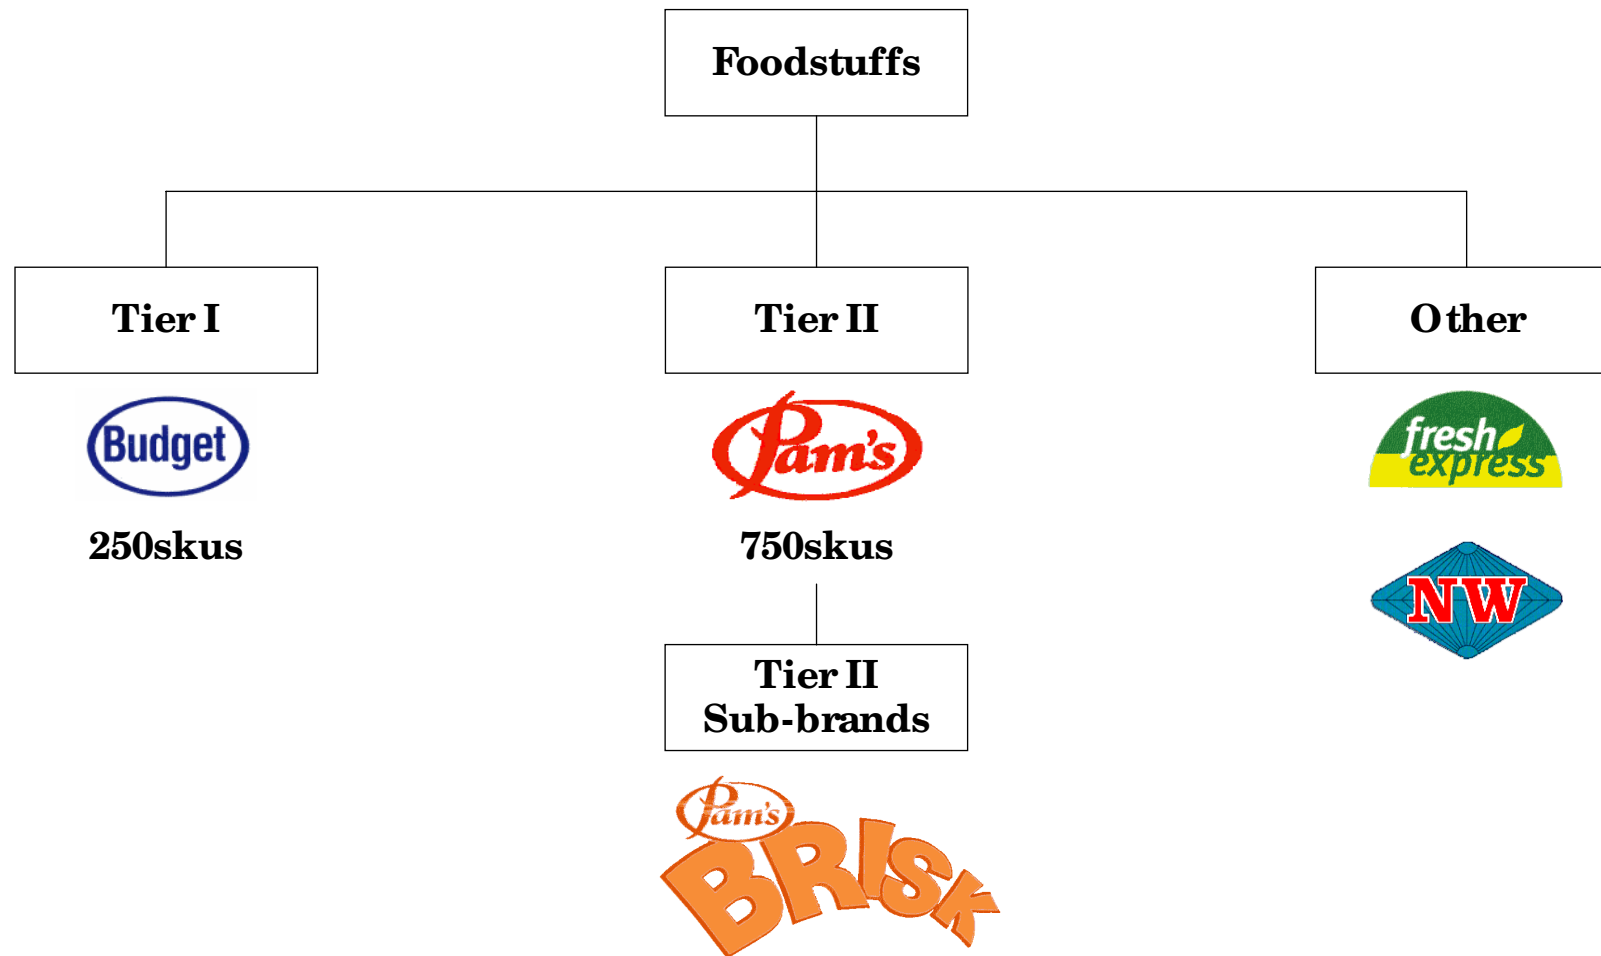 Foodstuffs
Tier I
Tier II
Other
Budget
Pam's
fresh
express
250skus
750skus
NW
Tier II
Sub-brands
Pam's
BRISK